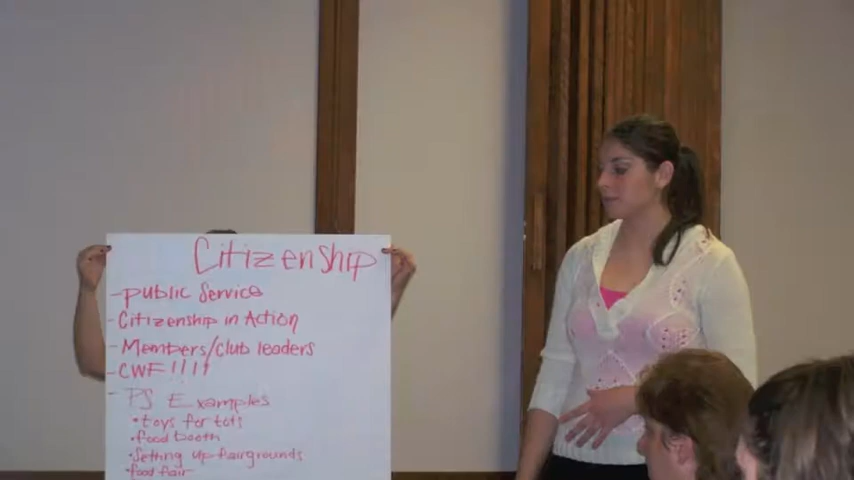 Citizenship
- Public Service
- Citizenship in Action
- Members/Club leaders
- CWF!!!!
- PS Examples
• toys for tots
• food booth
• Setting up fairgrounds
• food fair